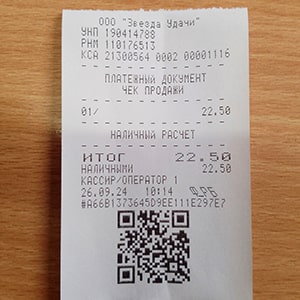 ООО "Звезда Удачи"
УНП 190414788
РНМ 110176513
КСА 21300564 0002 00001116
ПЛАТЕЖНЫЙ ДОКУМЕНТ
ЧЕК ПРОДАЖИ
01/ 22.50
НАЛИЧНЫЙ РАСЧЕТ
ИТОГ 22.50
НАЛИЧНЫМИ 22.50
КАССИР/ОПЕРАТОР 1
26.09.24 10:14 ФРБ
#A66B1373645D9EE111E297E7